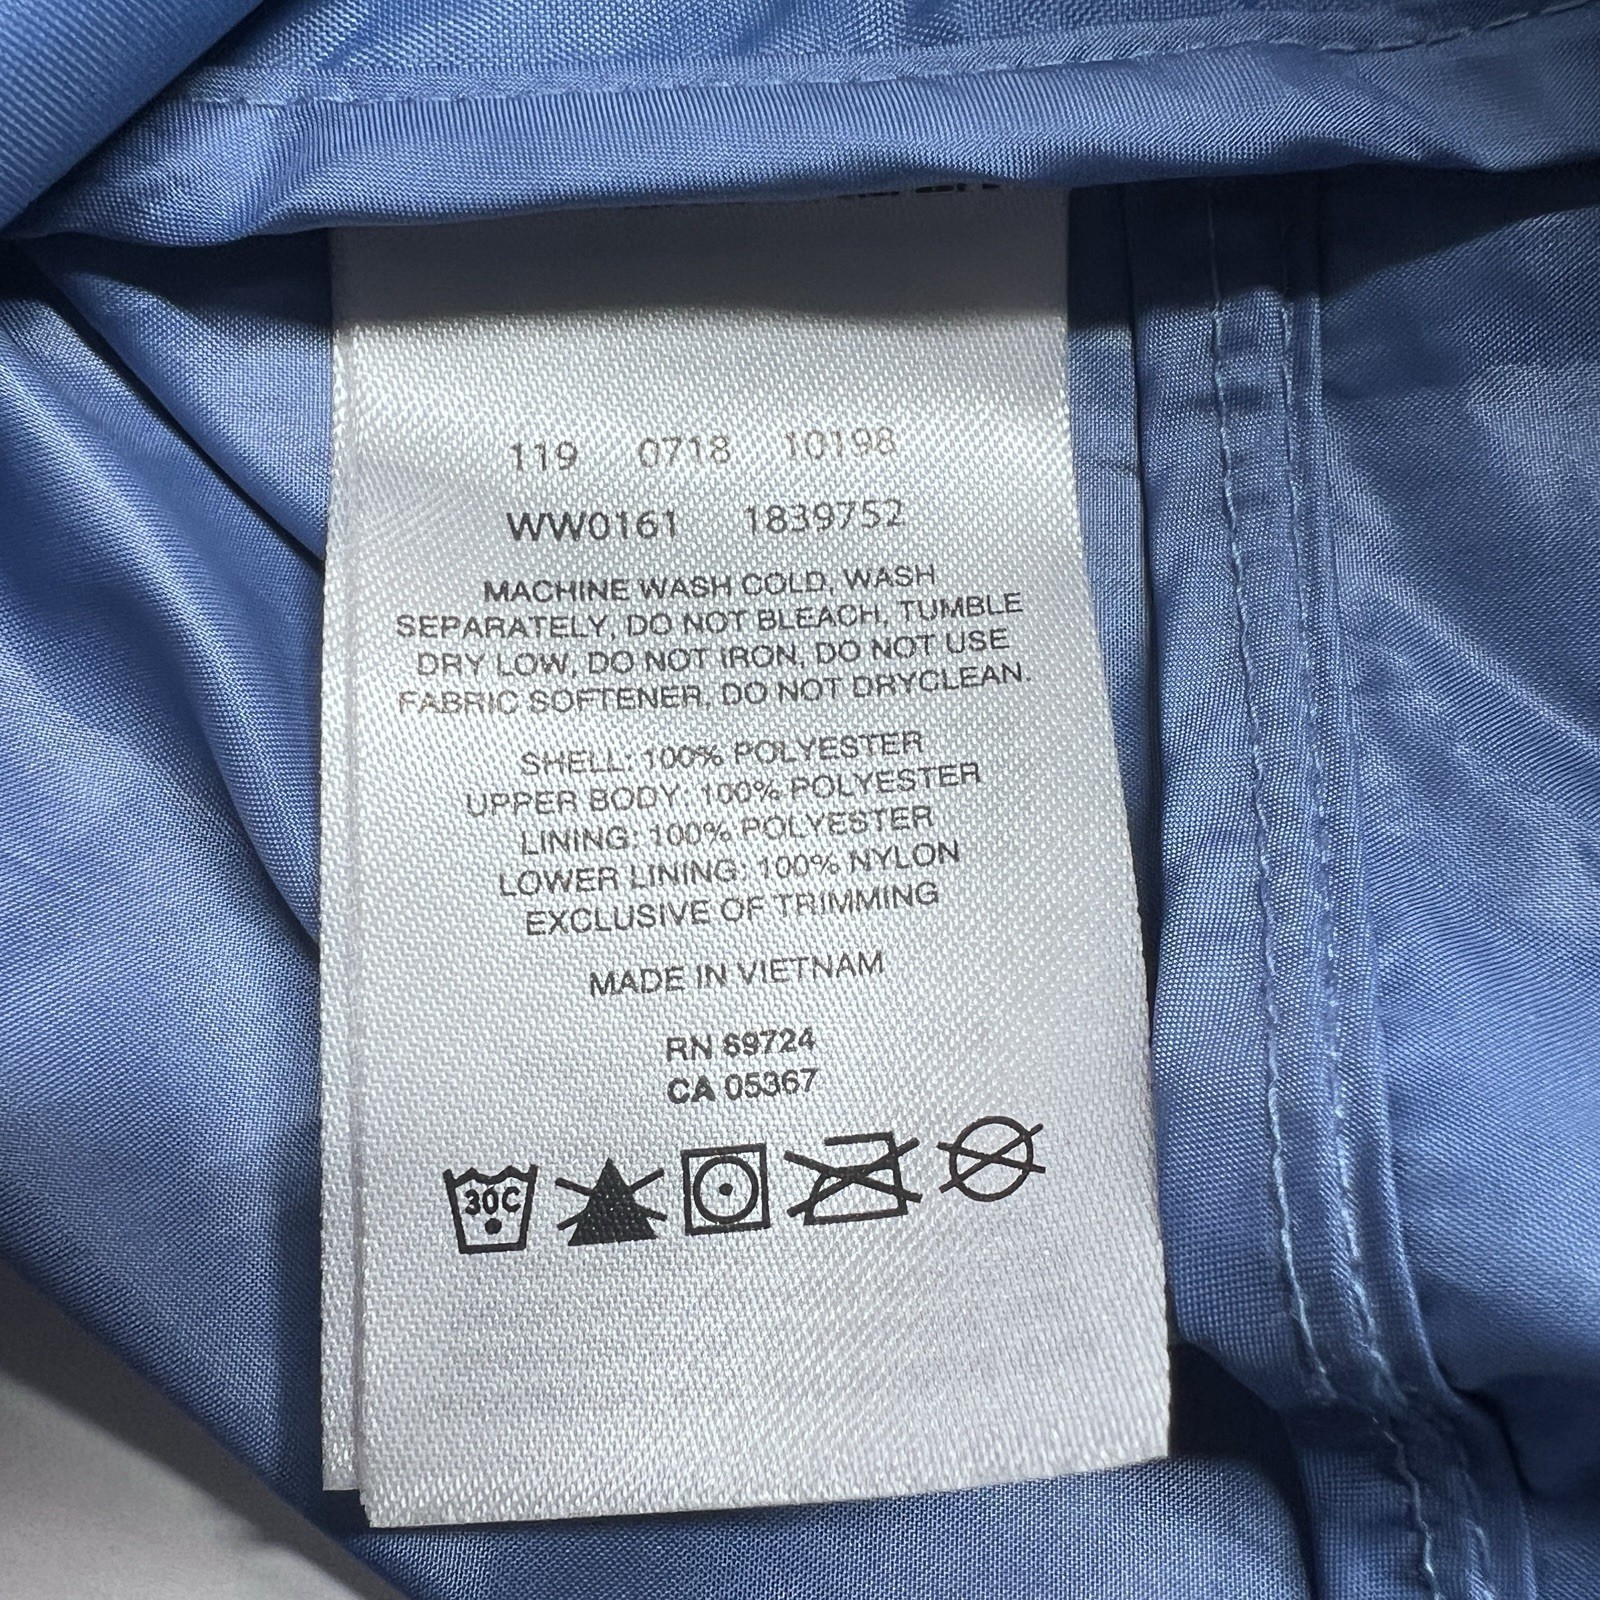 119 0718 10198
WW0161 1839752
MACHINE WASH COLD, WASH
SEPARATELY, DO NOT BLEACH, TUMBLE
DRY LOW, DO NOT IRON, DO NOT USE
FABRIC SOFTENER, DO NOT DRYCLEAN.
SHELL: 100% POLYESTER
UPPER BODY: 100% POLYESTER
LINING: 100% POLYESTER
LOWER LINING: 100% NYLON
EXCLUSIVE OF TRIMMING
MADE IN VIETNAM
RN 69724
CA 05367
30C